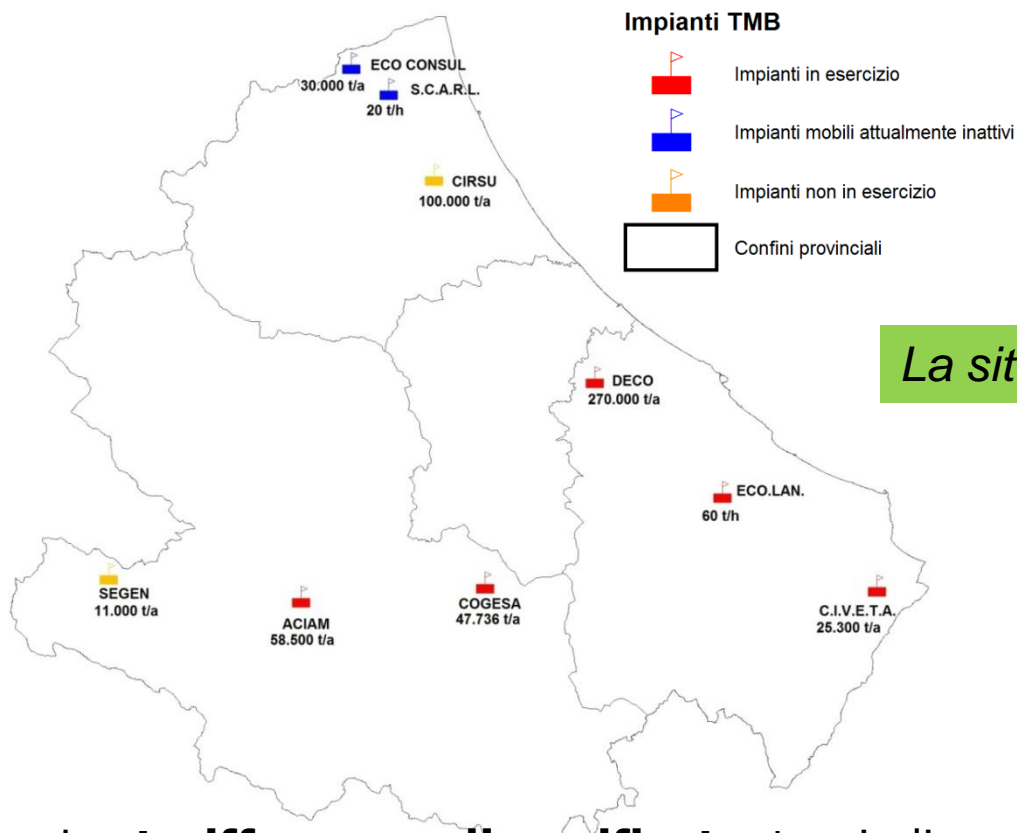 Impianti TMB
Impianti in esercizio
Impianti mobili attualmente inattivi
Impianti non in esercizio
Confini provinciali
ECO CONSUL
30.000 t/a
S.C.A.R.L.
20 t/h
CIRSU
100.000 t/a
La sit
DECO
270.000 t/a
ECO.LAN.
60 t/h
SEGEN
11.000 t/a
ACIAM
58.500 t/a
COGESA
47.736 t/a
C.I.V.E.T.A.
25.300 t/a